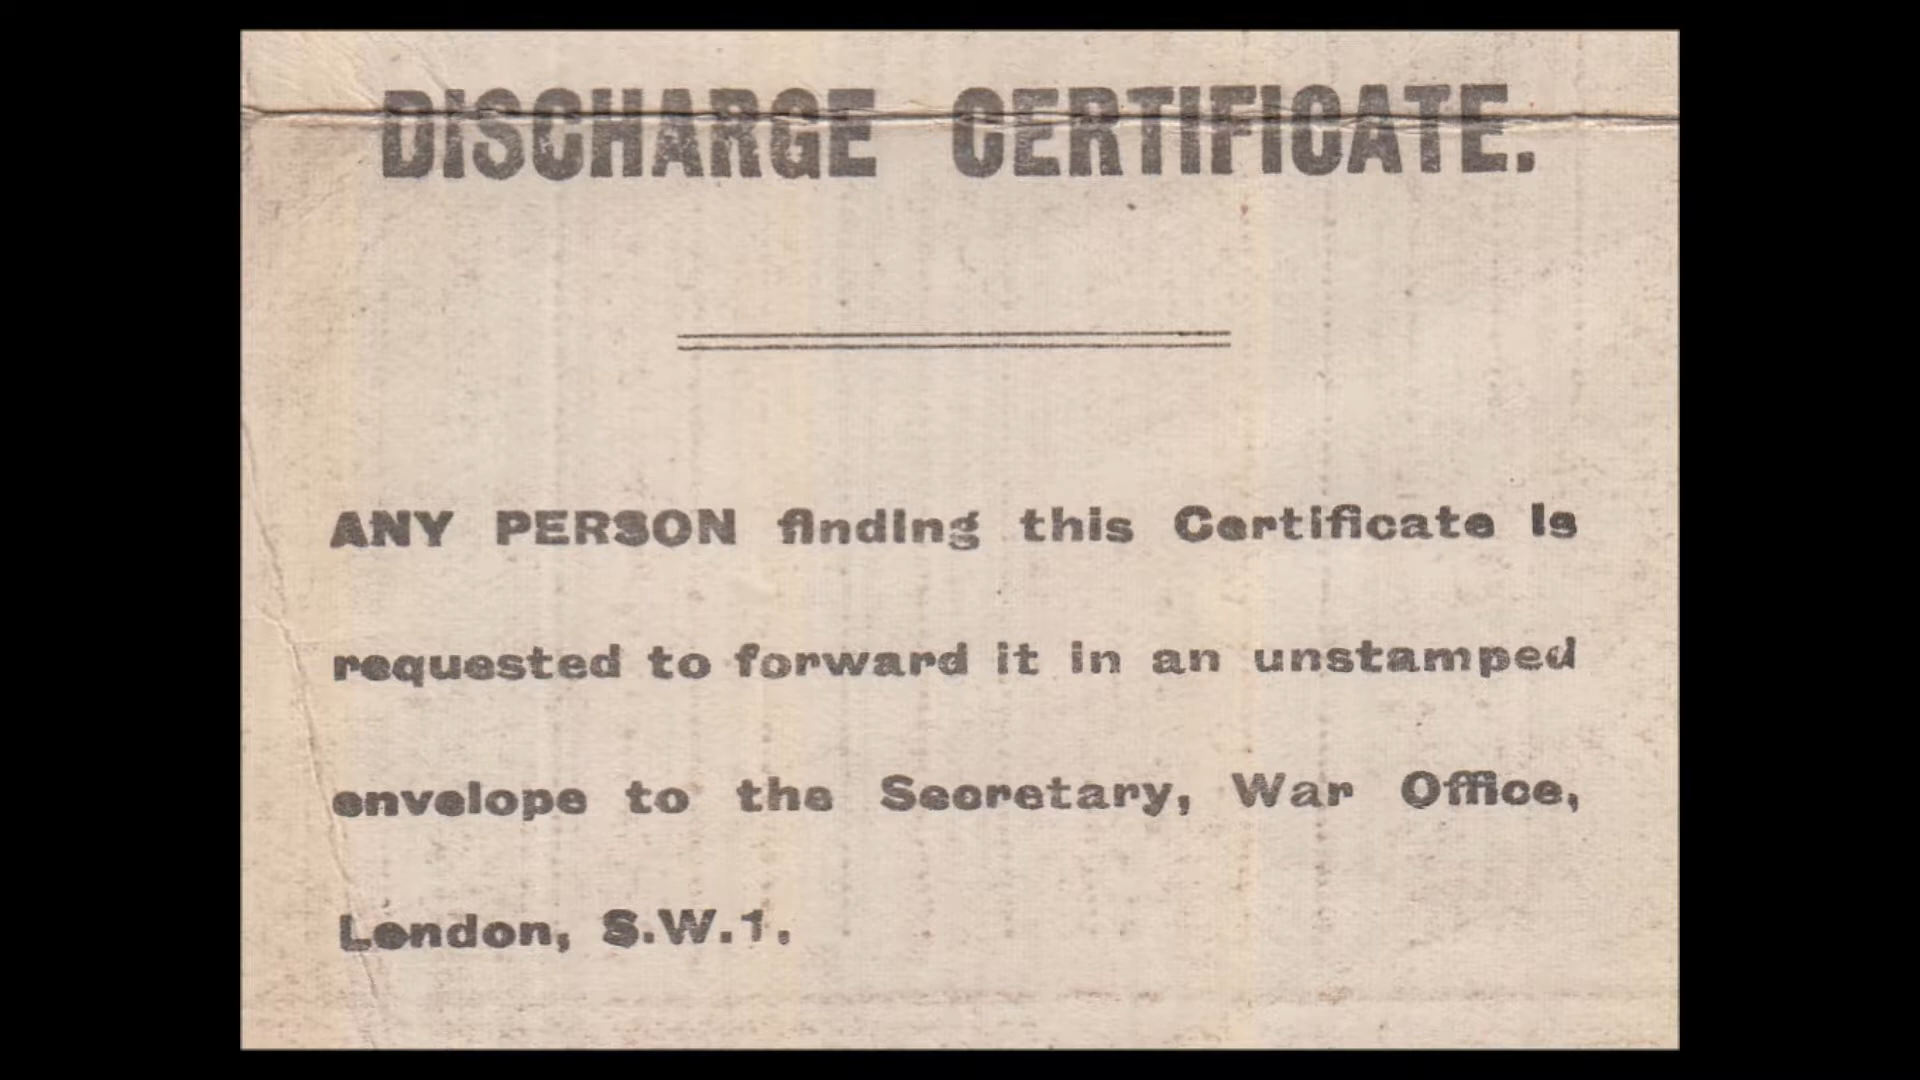 DISCHARGE CERTIFICATE.
ANY PERSON finding this Certificate is
requested to forward it in an unstamped
envelope to the Secretary, War Office,
London, S.W.1.